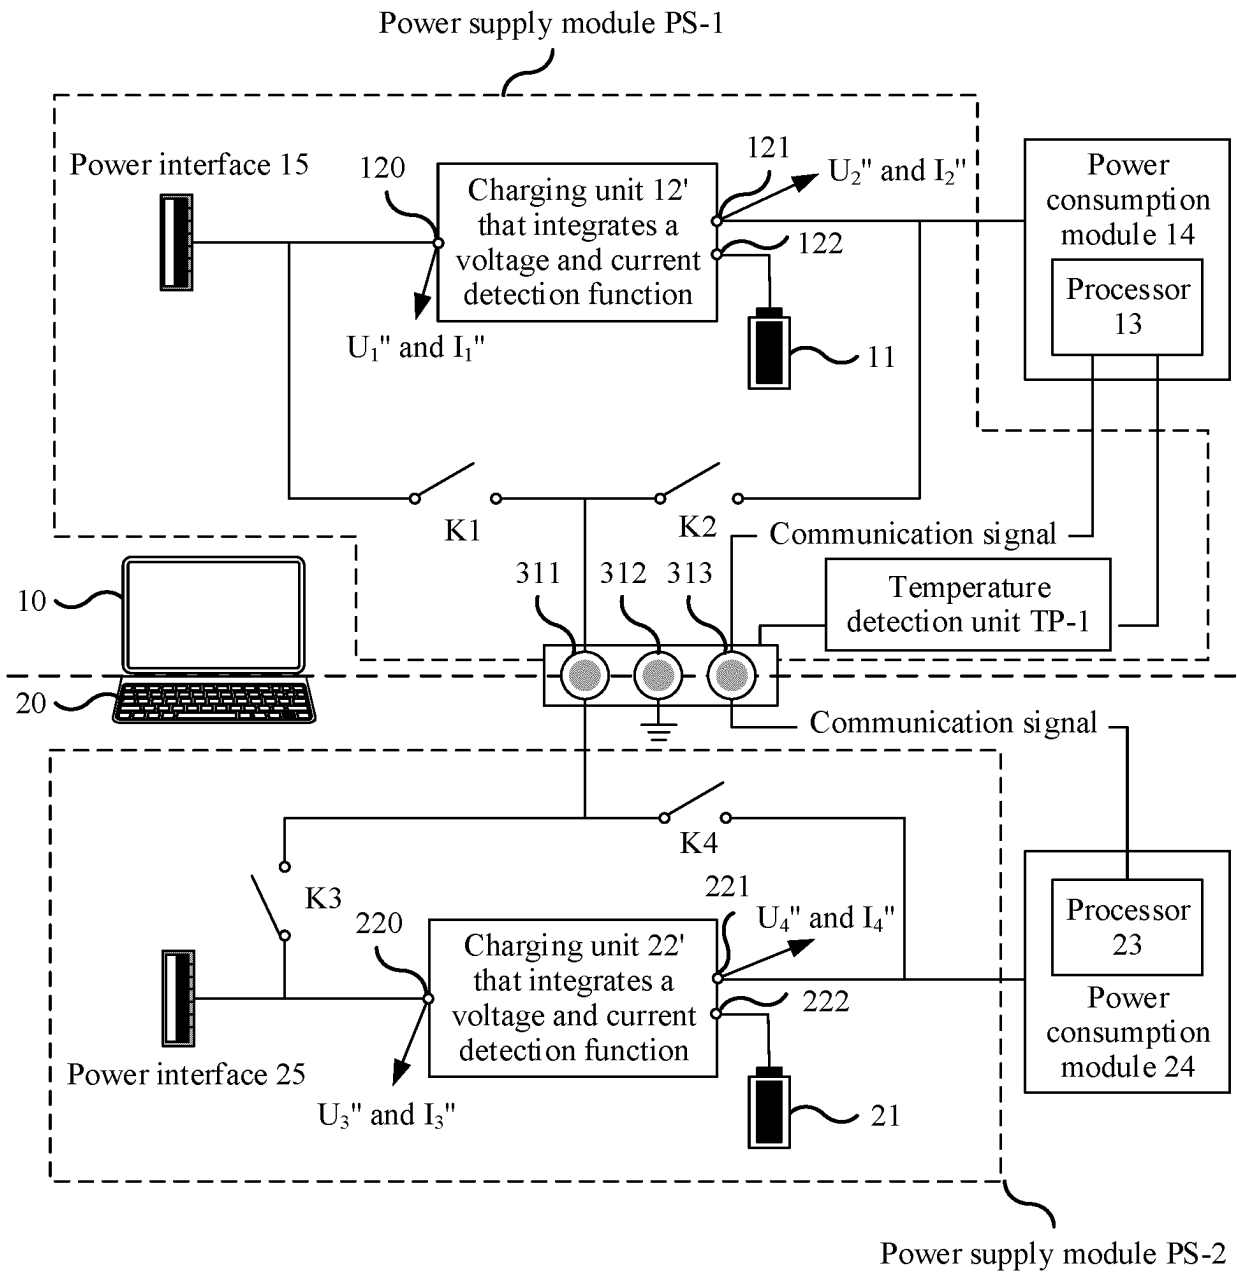 Power supply module PS-1
Power interface 15
120
Charging unit 12'
that integrates a
voltage and current
detection function
121
U2" and I2"
122
U1" and I1"
11
Power
consumption
module 14
Processor
13
K1
K2
Communication signal
311
312
313
Temperature
detection unit TP-1
10
20
Communication signal
K4
K3
220
Charging unit 22'
that integrates a
voltage and current
detection function
221
U4" and I4"
222
Processor
23
Power
consumption
module 24
Power interface 25
U3" and I3"
21
Power supply module PS-2